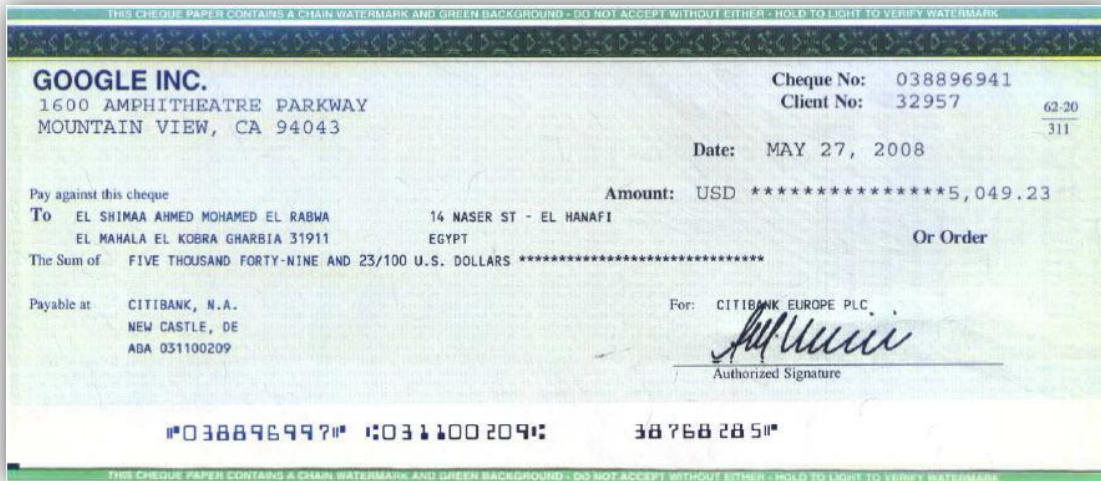 THIS CHEQUE PAPER CONTAINS A CHAIN WATERMARK AND GREEN BACKGROUND - DO NOT ACCEPT WITHOUT EITHER - HOLD TO LIGHT TO VERIFY WATERMARK
GOOGLE INC.
1600 AMPHITHEATRE PARKWAY
MOUNTAIN VIEW, CA 94043
Cheque No: 038896941
Client No: 32957
62-20
311
Date: MAY 27, 2008
Pay against this cheque
Amount: USD ***************5,049.23
To EL SHIMAA AHMED MOHAMED EL RABWA 14 NASER ST - EL HANAFI
EL MAHALA EL KOBRA GHARBIA 31911 EGYPT
Or Order
The Sum of FIVE THOUSAND FORTY-NINE AND 23/100 U.S. DOLLARS *******************************
Payable at CITIBANK, N.A.
NEW CASTLE, DE
ABA 031100209
For: CITIBANK EUROPE PLC
Authorized Signature
⑈038896997⑈ ⑆031100209⑆ 38768285⑈
THIS CHEQUE PAPER CONTAINS A CHAIN WATERMARK AND GREEN BACKGROUND - DO NOT ACCEPT WITHOUT EITHER - HOLD TO LIGHT TO VERIFY WATERMARK